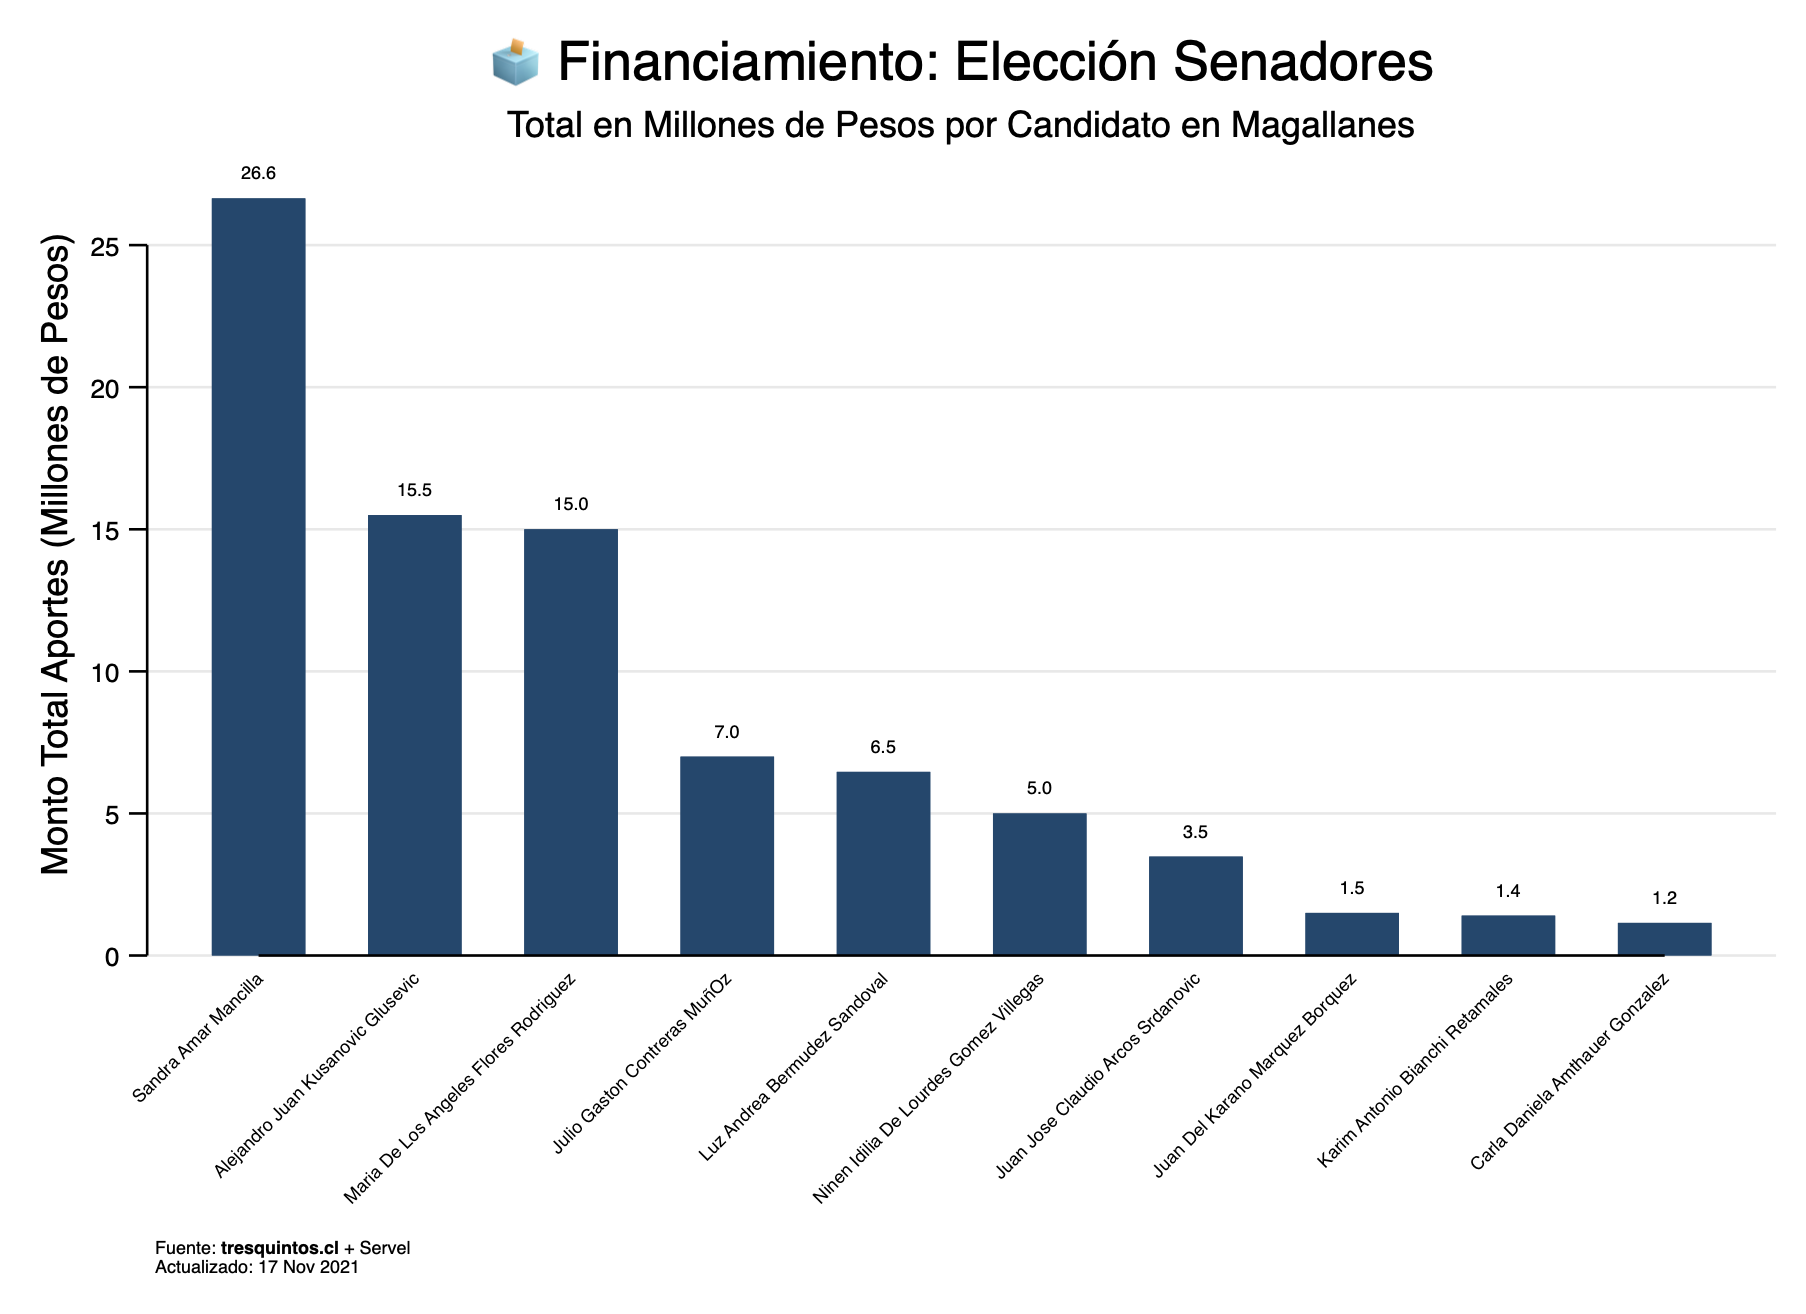 Financiamiento: Elección Senadores
Total en Millones de Pesos por Candidato en Magallanes
Monto Total Aportes (Millones de Pesos)
25
20
15
10
5
0
26.6
15.5
15.0
7.0
6.5
5.0
3.5
1.5
1.4
1.2
Sandra Amar Mancilla
Alejandro Juan Kusanovic Glusevic
Maria De Los Angeles Flores Rodriguez
Julio Gaston Contreras MuñOz
Luz Andrea Bermudez Sandoval
Ninen Idilia De Lourdes Gomez Villegas
Juan Jose Claudio Arcos Srdanovic
Juan Del Karano Marquez Borquez
Karim Antonio Bianchi Retamales
Carla Daniela Amthauer Gonzalez
Fuente: tresquintos.cl + Servel
Actualizado: 17 Nov 2021